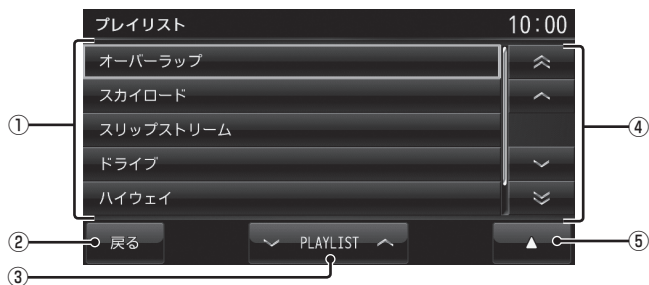 プレイリスト 10:00
オーバーラップ
スカイロード
スリップストリーム
ドライブ
ハイウェイ
戻る PLAYLIST
①
②
③
④
⑤